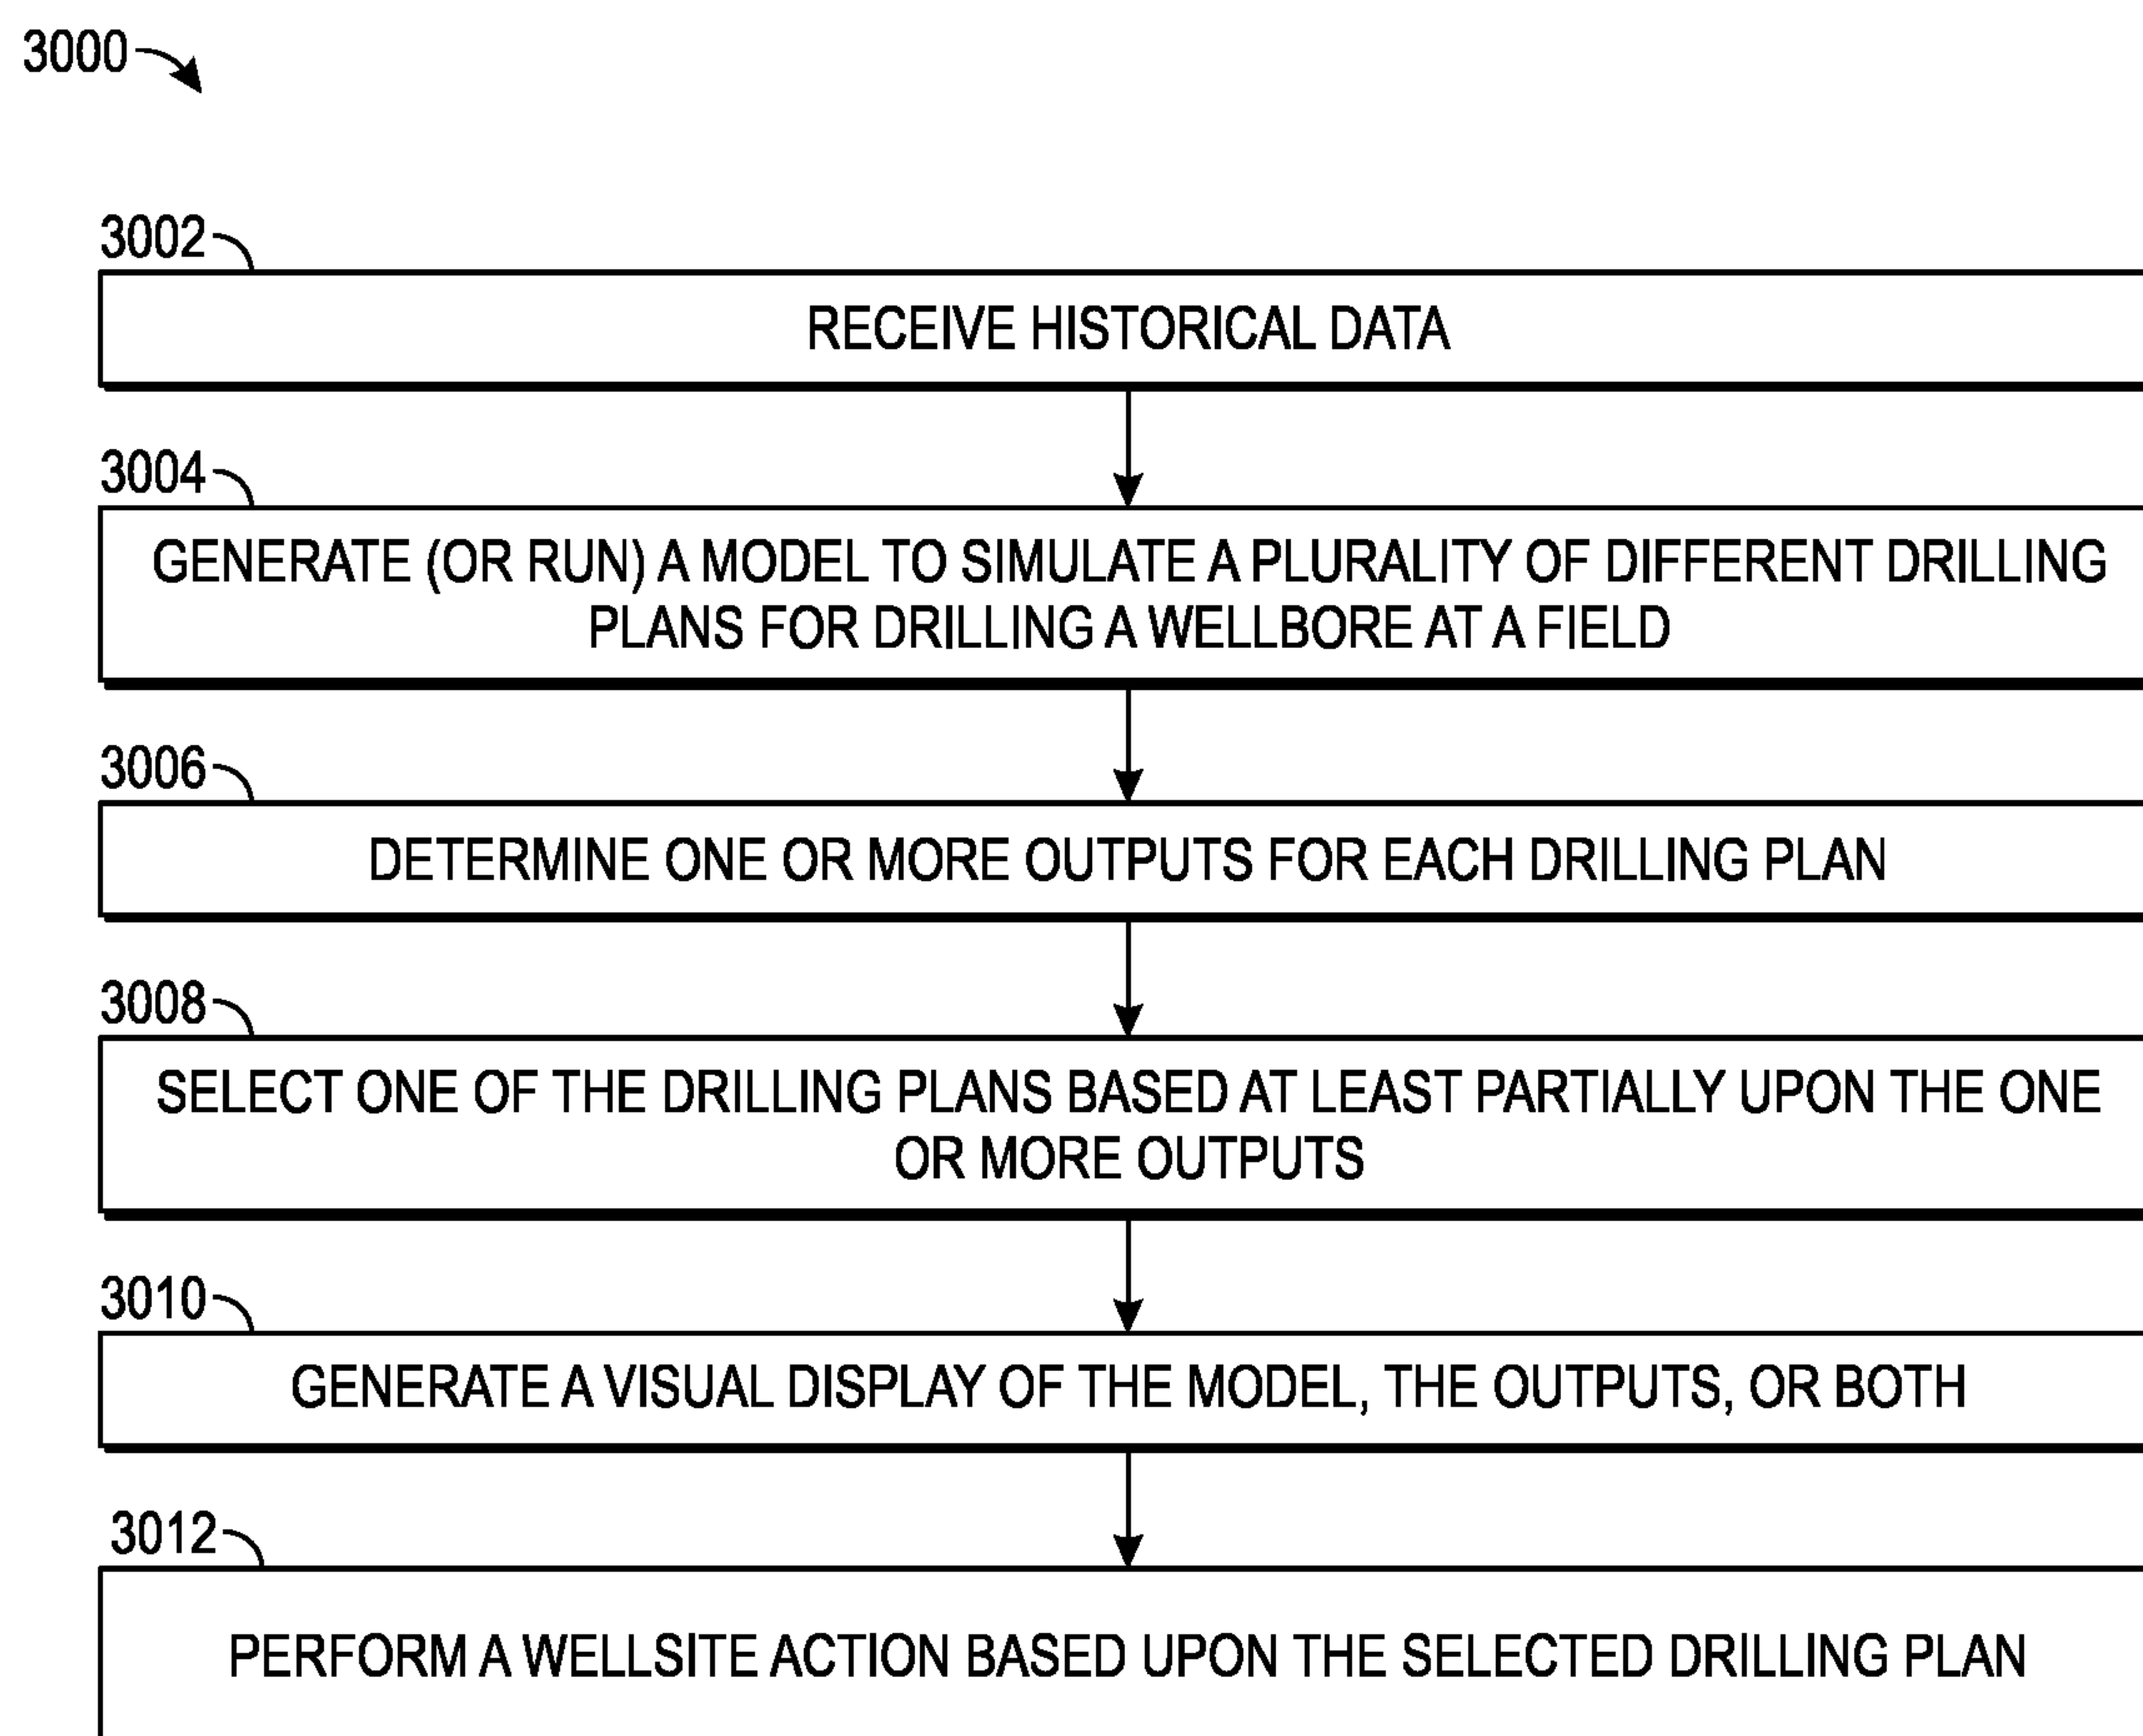 3000
3002
RECEIVE HISTORICAL DATA
3004
GENERATE (OR RUN) A MODEL TO SIMULATE A PLURALITY OF DIFFERENT DRILLING
PLANS FOR DRILLING A WELLBORE AT A FIELD
3006
DETERMINE ONE OR MORE OUTPUTS FOR EACH DRILLING PLAN
3008
SELECT ONE OF THE DRILLING PLANS BASED AT LEAST PARTIALLY UPON THE ONE
OR MORE OUTPUTS
3010
GENERATE A VISUAL DISPLAY OF THE MODEL, THE OUTPUTS, OR BOTH
3012
PERFORM A WELLSITE ACTION BASED UPON THE SELECTED DRILLING PLAN